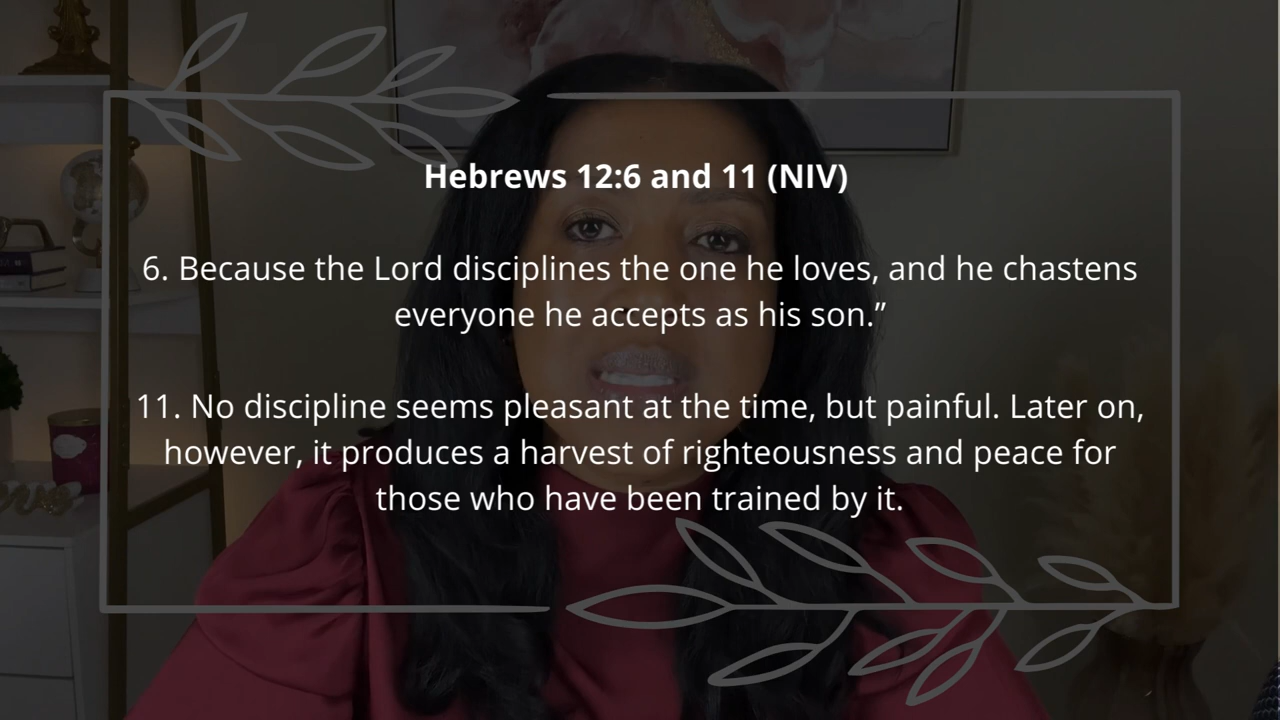 Hebrews 12:6 and 11 (NIV)
6. Because the Lord disciplines the one he loves, and he chastens
everyone he accepts as his son.”
11. No discipline seems pleasant at the time, but painful. Later on,
however, it produces a harvest of righteousness and peace for
those who have been trained by it.